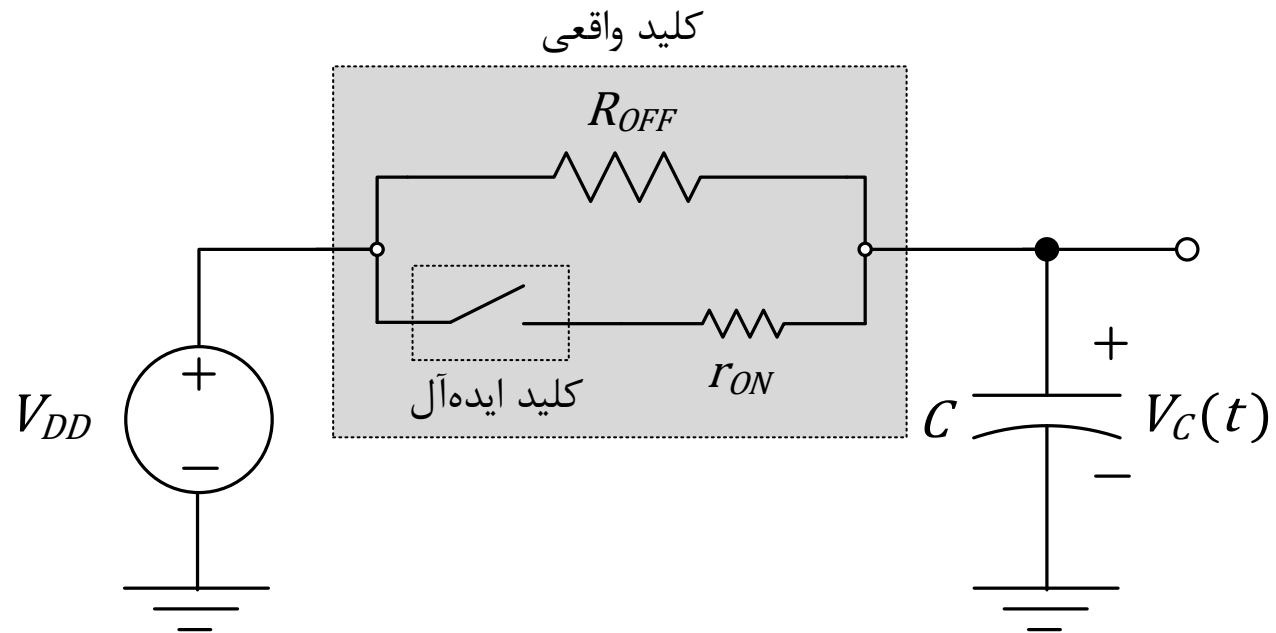 کلید واقعی
R_OFF
کلید ایده‌آل
r_ON
V_DD
+
−
C
+
V_C(t)
−